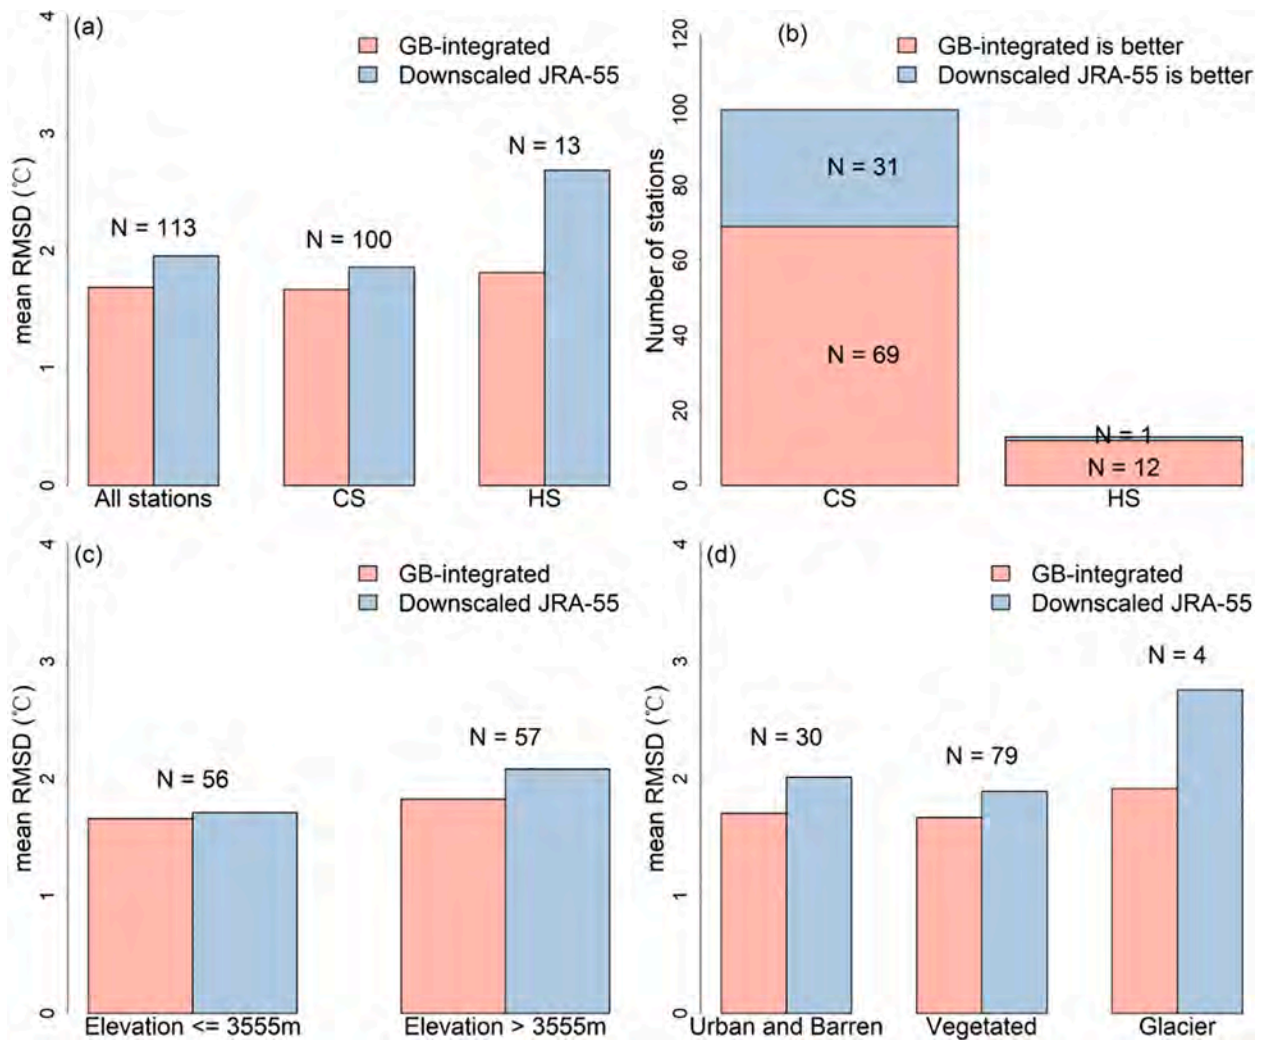 (a)
GB-integrated
Downscaled JRA-55
mean RMSD (℃)
4
3
2
1
0
N = 113
N = 100
N = 13
All stations
CS
HS
(b)
GB-integrated is better
Downscaled JRA-55 is better
Number of stations
120
100
80
60
40
20
0
N = 31
N = 69
N = 1
N = 12
CS
HS
(c)
GB-integrated
Downscaled JRA-55
mean RMSD (℃)
4
3
2
1
0
N = 56
N = 57
Elevation <= 3555m
Elevation > 3555m
(d)
GB-integrated
Downscaled JRA-55
mean RMSD (℃)
4
3
2
1
0
N = 30
N = 79
N = 4
Urban and Barren
Vegetated
Glacier